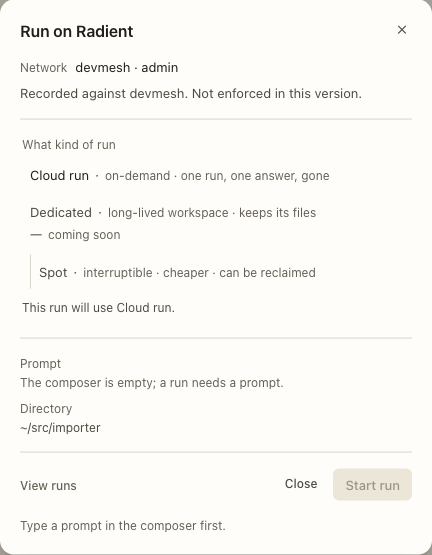 Run on Radient
Network devmesh · admin
Recorded against devmesh. Not enforced in this version.
What kind of run
Cloud run · on-demand · one run, one answer, gone
Dedicated · long-lived workspace · keeps its files
— coming soon
Spot · interruptible · cheaper · can be reclaimed
This run will use Cloud run.
Prompt
The composer is empty; a run needs a prompt.
Directory
~/src/importer
View runs Close Start run
Type a prompt in the composer first.